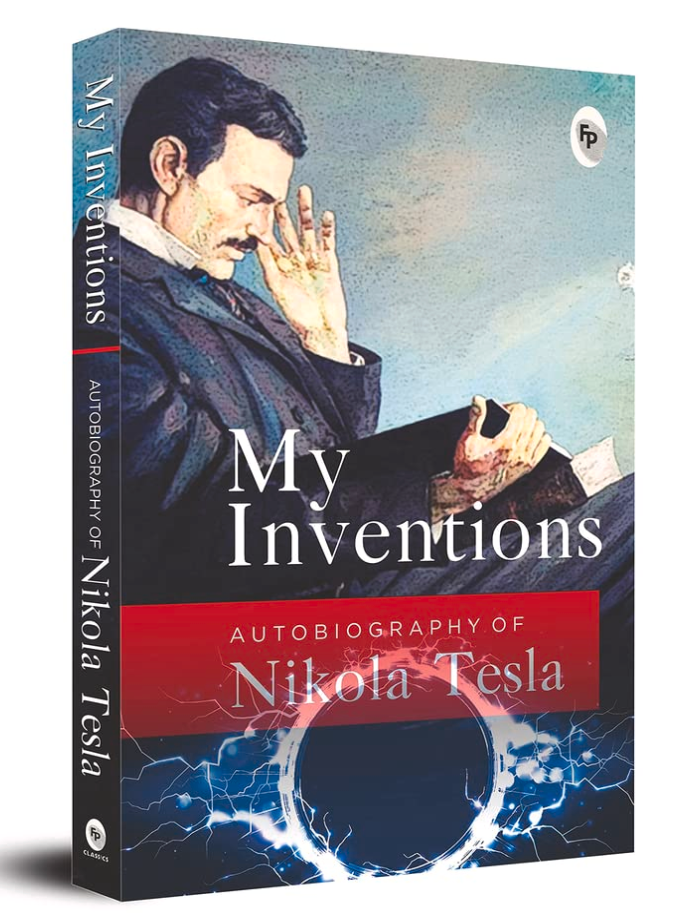 My Inventions
AUTOBIOGRAPHY OF Nikola Tesla
FP
CLASSICS
FP
My
Inventions
AUTOBIOGRAPHY OF
Nikola Tesla